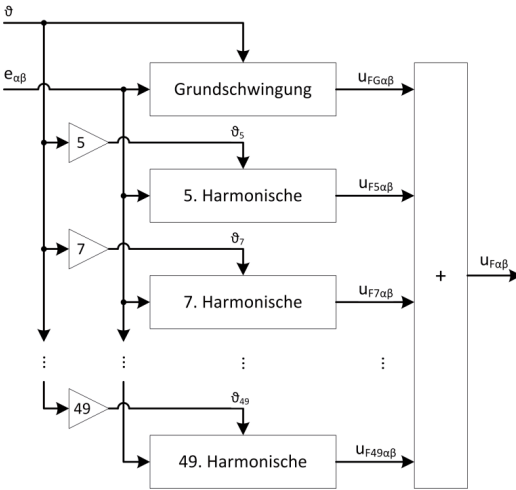 ϑ
e_αβ
Grundschwingung
u_FGαβ
5
ϑ_5
5. Harmonische
u_F5αβ
7
ϑ_7
7. Harmonische
u_F7αβ
+
u_Fαβ
⋮ ⋮ ⋮ ⋮
49
ϑ_49
49. Harmonische
u_F49αβ